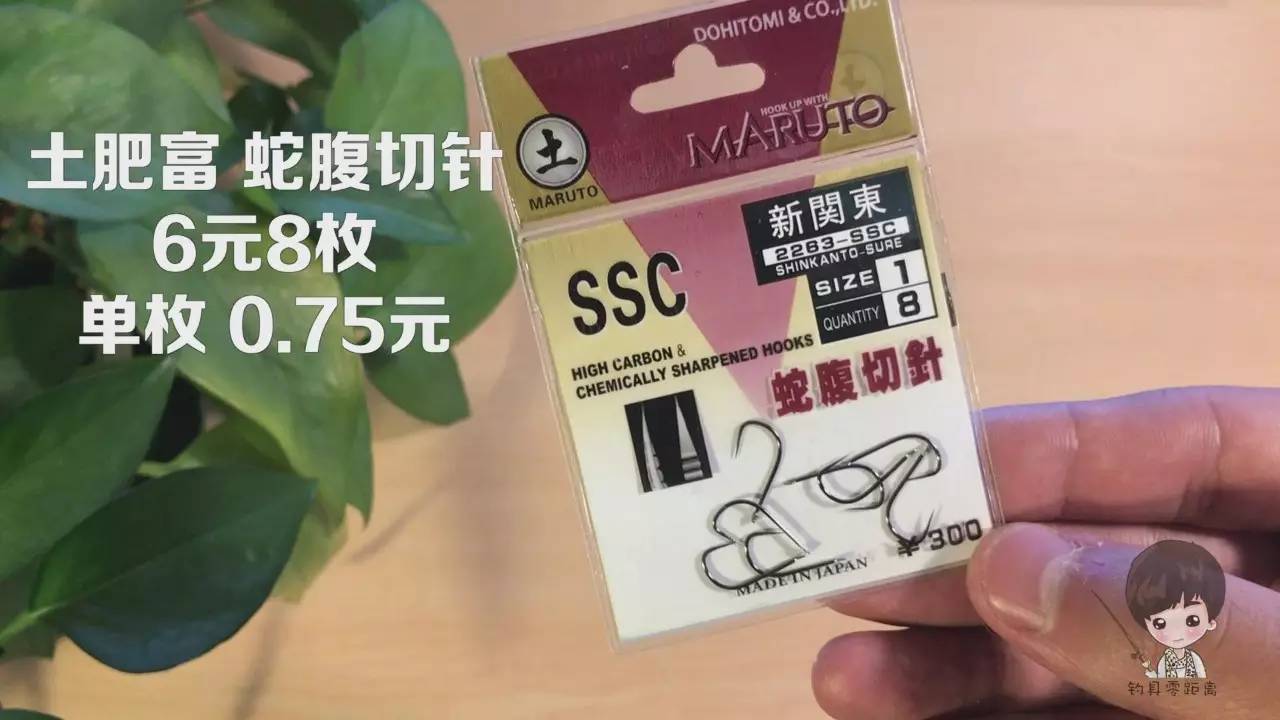 土肥富 蛇腹切针
6元8枚
单枚 0.75元
DOHITOMI & CO.,LTD.
HOOK UP WITH
MARUTO
土
MARUTO
新関東
2263-SSC
SHINKANTO-SURE
SIZE 1
QUANTITY 8
SSC
HIGH CARBON &
CHEMICALLY SHARPENED HOOKS
蛇腹切針
¥300
MADE IN JAPAN
钓具零距离